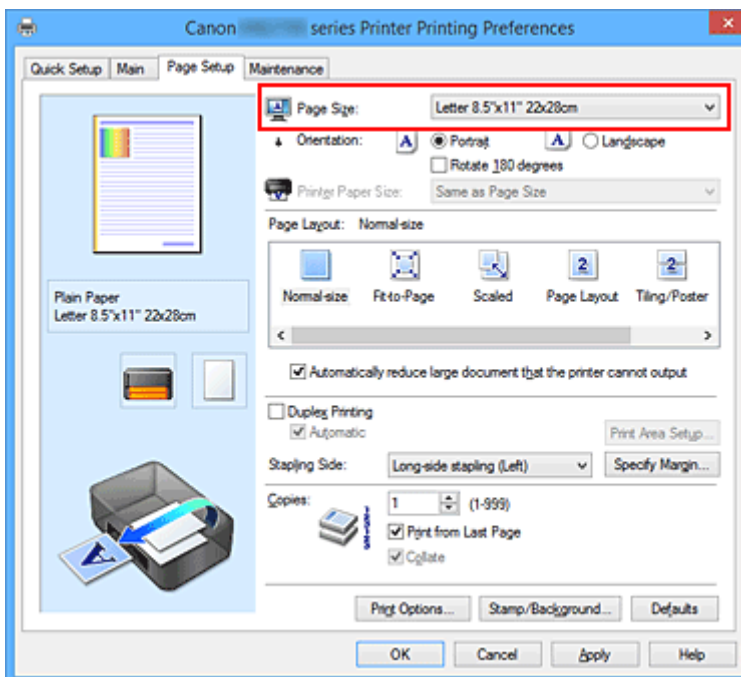 Canon series Printer Printing Preferences
Quick Setup Main Page Setup Maintenance
Page Size: Letter 8.5"x11" 22x28cm
Orientation: A Portrait A Landscape
Rotate 180 degrees
Printer Paper Size: Same as Page Size
Page Layout: Normal-size
2 2
Normal-size Fit-to-Page Scaled Page Layout Tiling/Poster
Plain Paper
Letter 8.5"x11" 22x28cm
Automatically reduce large document that the printer cannot output
Duplex Printing
Automatic Print Area Setup...
Stapling Side: Long-side stapling (Left) Specify Margin...
Copies: 1 (1-999)
Print from Last Page
Collate
A
Print Options... Stamp/Background... Defaults
OK Cancel Apply Help